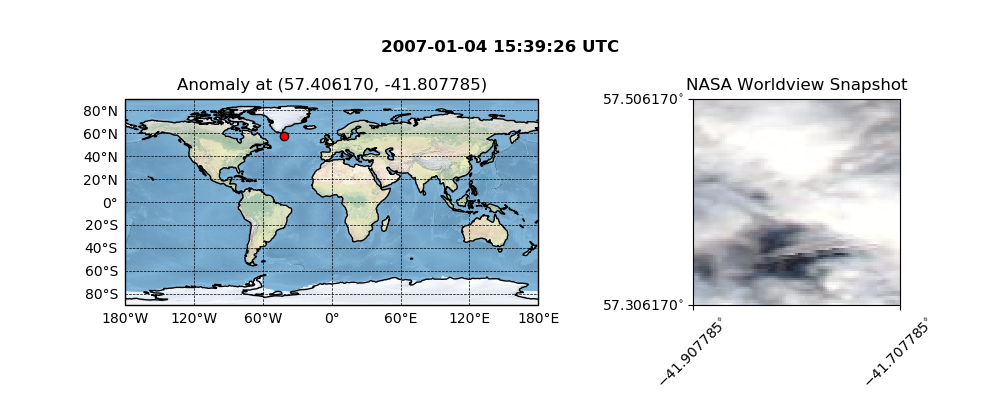 2007-01-04 15:39:26 UTC
Anomaly at (57.406170, -41.807785)
80°N
60°N
40°N
20°N
0°
20°S
40°S
60°S
80°S
180°W 120°W 60°W 0° 60°E 120°E 180°E
NASA Worldview Snapshot
57.506170°
57.306170°
−41.907785°
−41.707785°